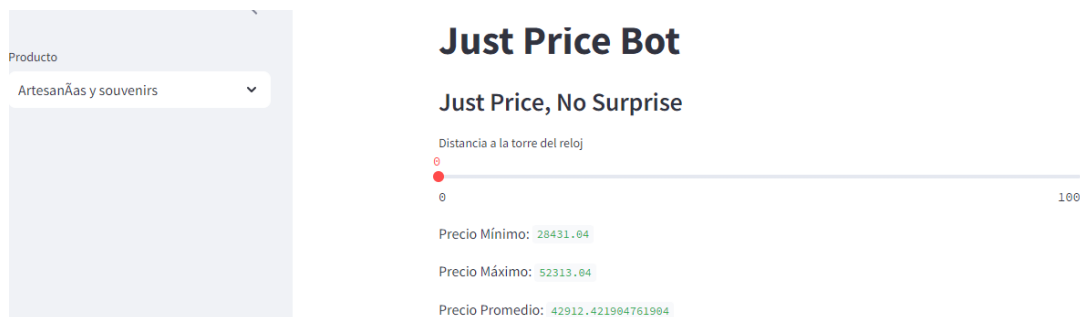 Producto
ArtesanÃas y souvenirs
Just Price Bot
Just Price, No Surprise
Distancia a la torre del reloj
0
0
100
Precio Mínimo: 28431.04
Precio Máximo: 52313.04
Precio Promedio: 42912.421904761904